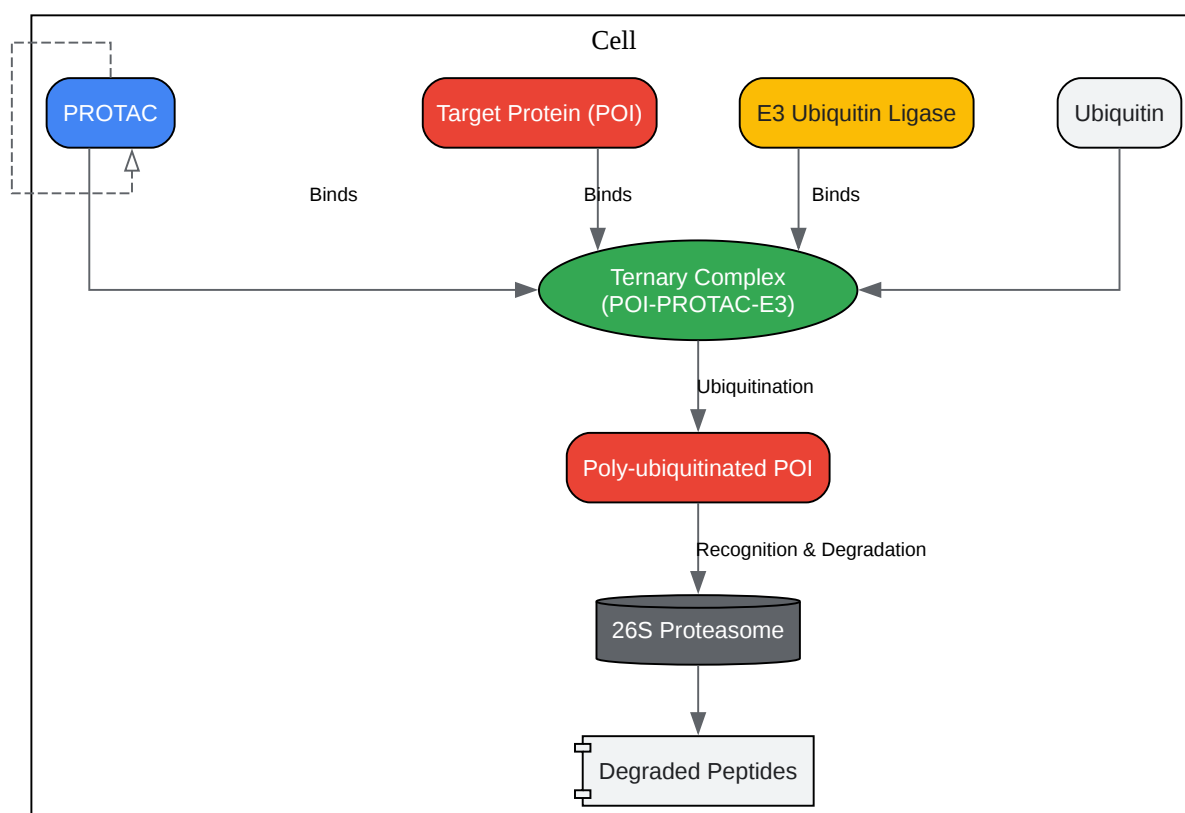 Cell
PROTAC
Target Protein (POI)
E3 Ubiquitin Ligase
Ubiquitin
Binds
Binds
Binds
Ternary Complex
(POI-PROTAC-E3)
Ubiquitination
Poly-ubiquitinated POI
Recognition & Degradation
26S Proteasome
Degraded Peptides